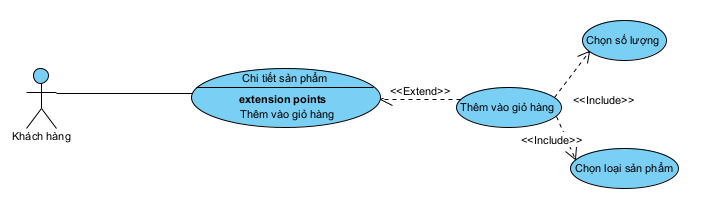 Chọn số lượng
Chi tiết sản phẩm
<<Extend>>
extension points
Thêm vào giỏ hàng
Thêm vào giỏ hàng
<<Include>>
Khách hàng
<<Include>>
Chọn loại sản phẩm